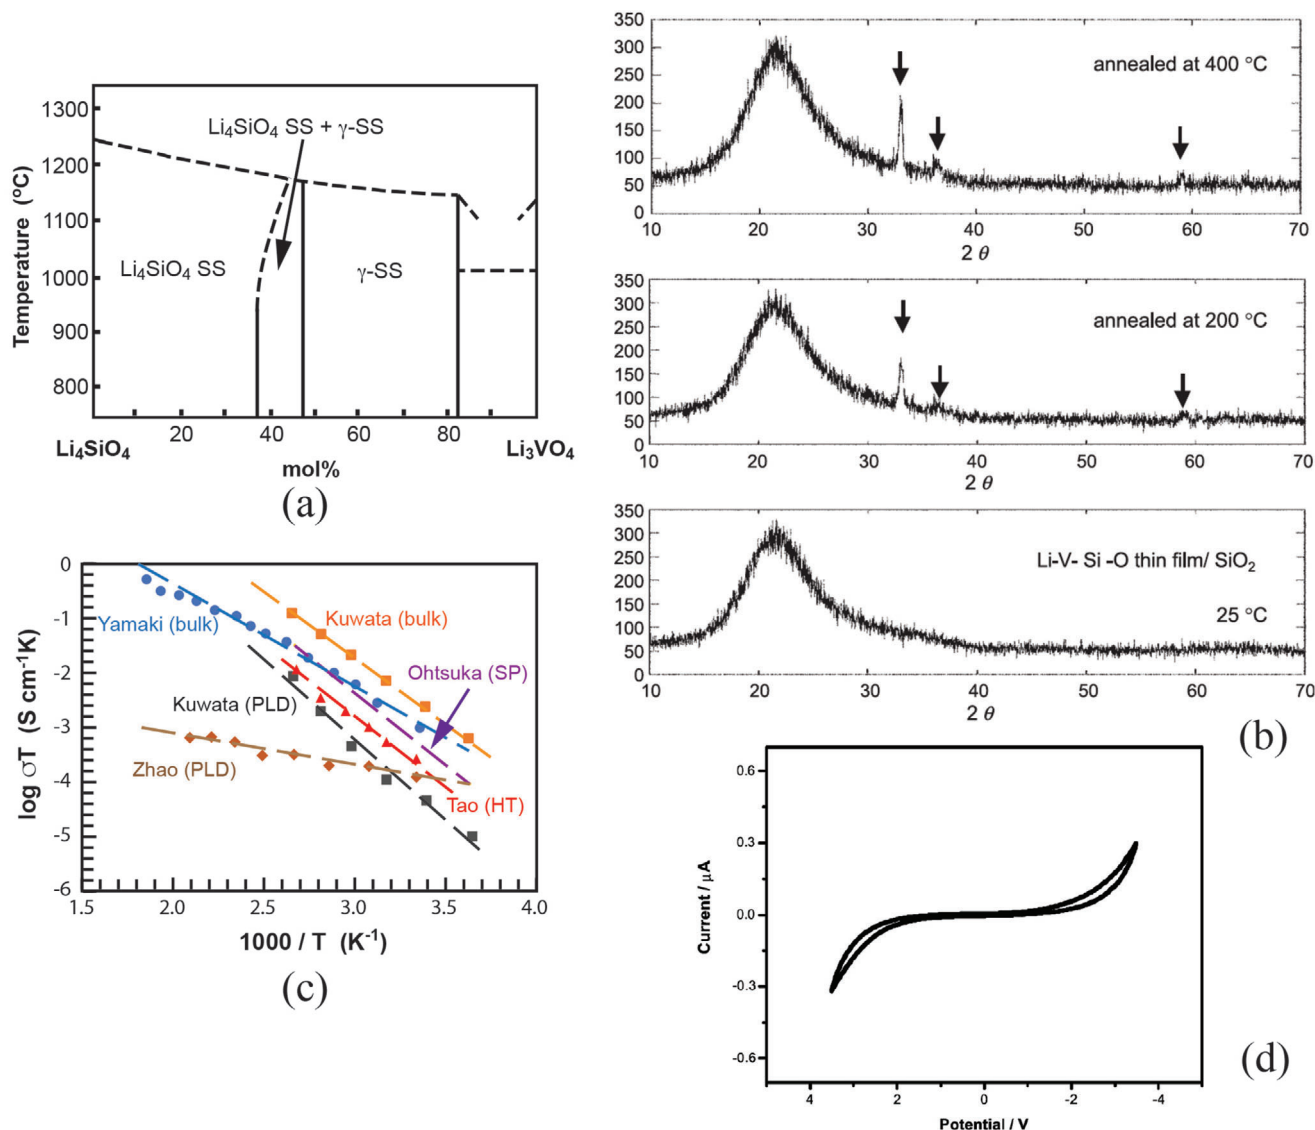 1300
1200
1100
1000
900
800
Temperature (ºC)
Li₄SiO₄ SS + γ-SS
Li₄SiO₄ SS
γ-SS
20
40
60
80
Li₄SiO₄
Li₃VO₄
mol%
(a)
350
300
250
200
150
100
50
0
annealed at 400 °C
10
20
30
40
50
60
70
2 θ
350
300
250
200
150
100
50
0
annealed at 200 °C
10
20
30
40
50
60
70
2 θ
350
300
250
200
150
100
50
0
Li-V- Si -O thin film/ SiO₂
25 °C
10
20
30
40
50
60
70
2 θ
(b)
0
-1
-2
-3
-4
-5
-6
log σT (S cm⁻¹K)
Yamaki (bulk)
Kuwata (bulk)
Ohtsuka (SP)
Kuwata (PLD)
Zhao (PLD)
Tao (HT)
1.5
2.0
2.5
3.0
3.5
4.0
1000 / T (K⁻¹)
(c)
0.6
0.3
0.0
-0.3
-0.6
Current / µA
4
2
0
-2
-4
Potential / V
(d)